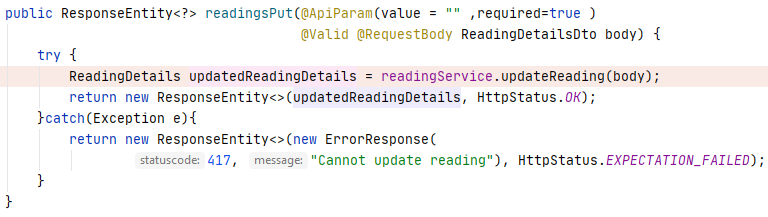 public ResponseEntity<?> readingsPut(@ApiParam(value = "" ,required=true )
@Valid @RequestBody ReadingDetailsDto body) {
try {
ReadingDetails updatedReadingDetails = readingService.updateReading(body);
return new ResponseEntity<>(updatedReadingDetails, HttpStatus.OK);
}catch(Exception e){
return new ResponseEntity<>(new ErrorResponse(
statuscode: 417, message: "Cannot update reading"), HttpStatus.EXPECTATION_FAILED);
}
}